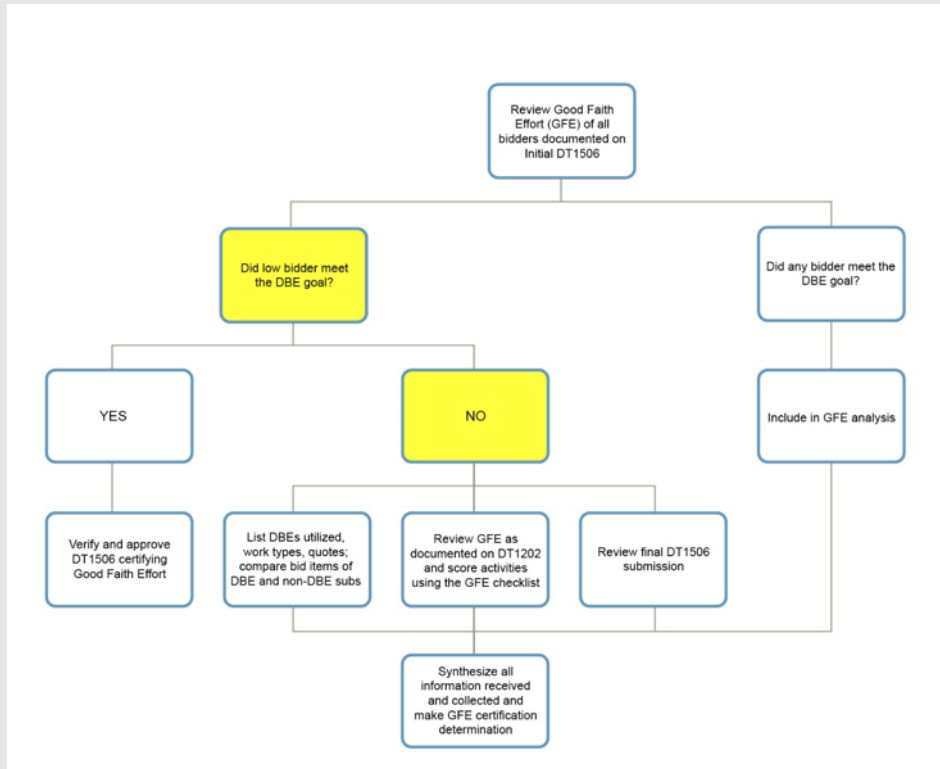 Review Good Faith
Effort (GFE) of all
bidders documented on
Initial DT1506
Did low bidder meet
the DBE goal?
Did any bidder meet the
DBE goal?
YES
NO
Include in GFE analysis
Verify and approve
DT1506 certifying
Good Faith Effort
List DBEs utilized,
work types, quotes;
compare bid items of
DBE and non-DBE subs
Review GFE as
documented on DT1202
and score activities
using the GFE checklist
Review final DT1506
submission
Synthesize all
information received
and collected and
make GFE certification
determination